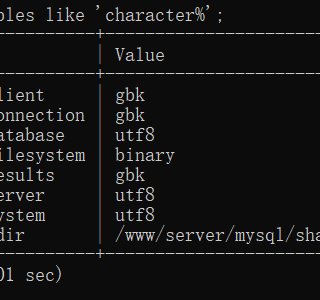 bles like 'character%';
Value
lient | gbk
onnection | gbk
atabase | utf8
ilesystem | binary
esults | gbk
erver | utf8
ystem | utf8
dir | /www/server/mysql/sha
01 sec)